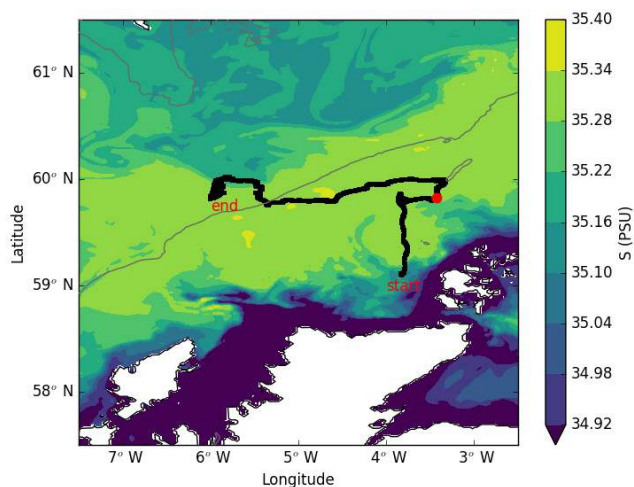 61° N
60° N
59° N
58° N
Latitude
7° W
6° W
5° W
4° W
3° W
Longitude
end
start
35.40
35.34
35.28
35.22
35.16
35.10
35.04
34.98
34.92
S (PSU)